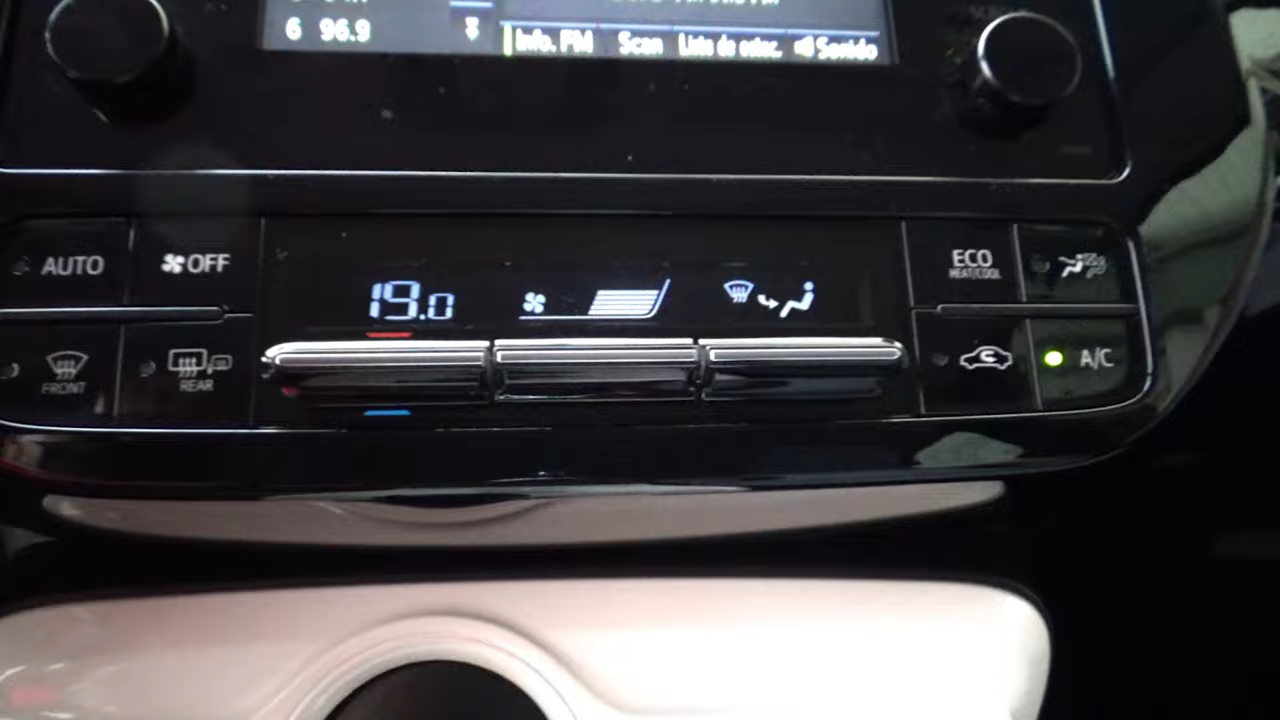 6 96.9
Info. FM Scan Lista de estac. Sonido
AUTO
OFF
19.0
ECO
HEAT/COOL
FRONT
REAR
A/C